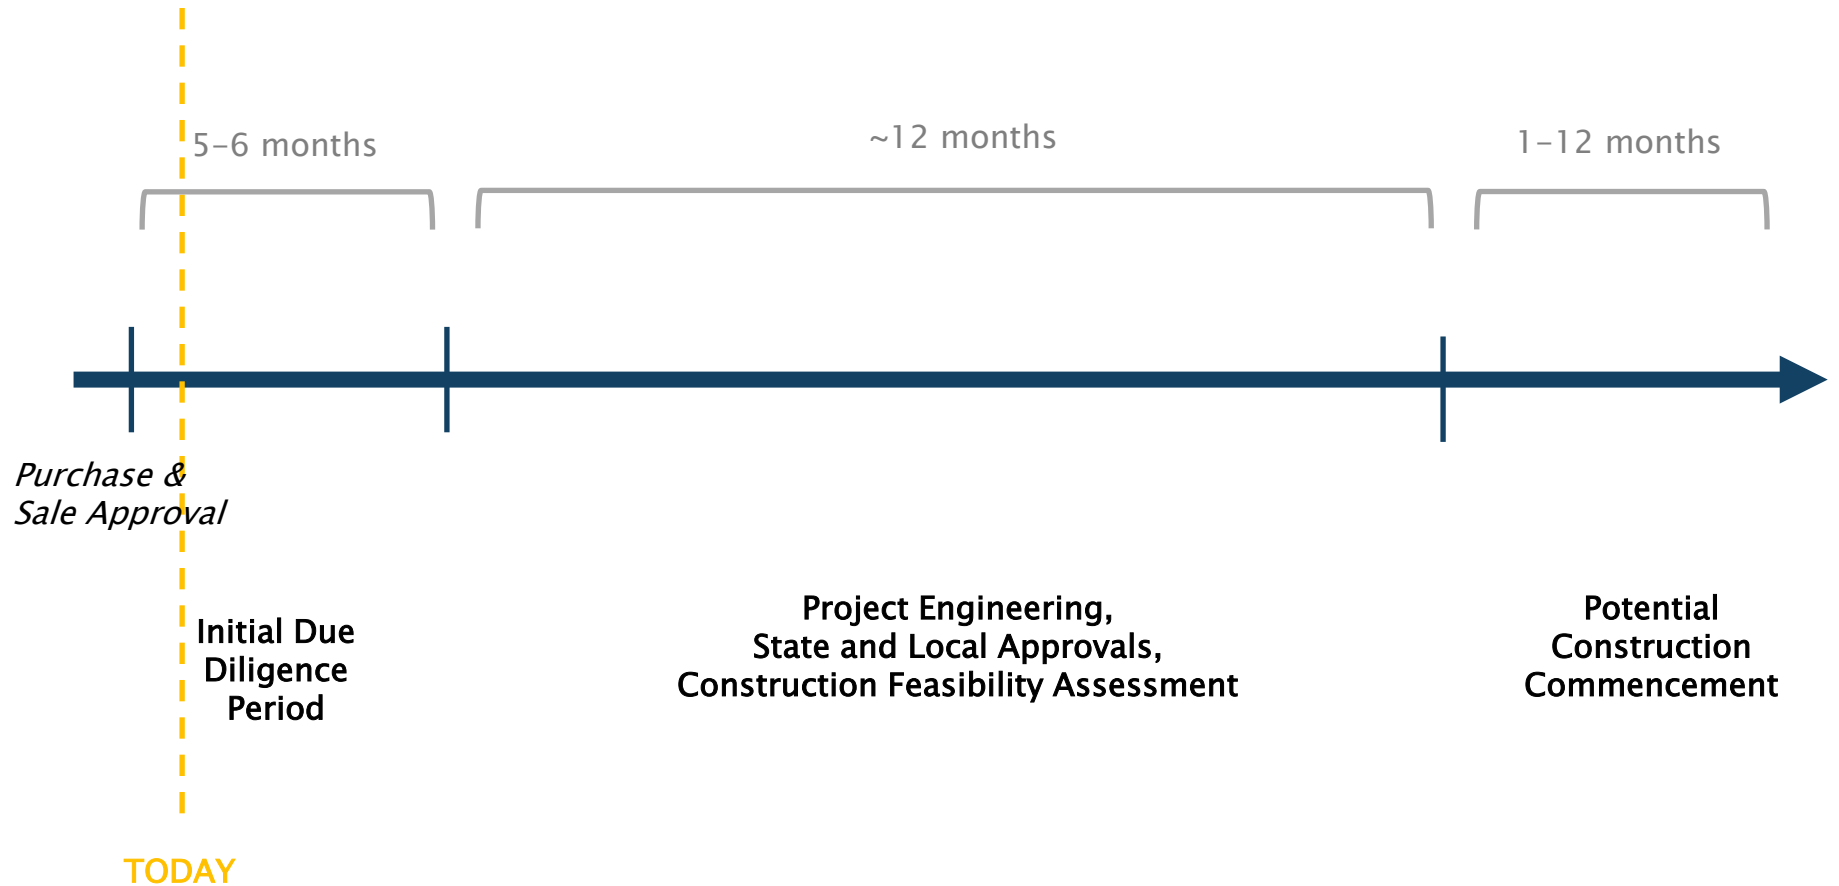 5-6 months
~12 months
1-12 months
Purchase &
Sale Approval
Initial Due
Diligence
Period
Project Engineering,
State and Local Approvals,
Construction Feasibility Assessment
Potential
Construction
Commencement
TODAY